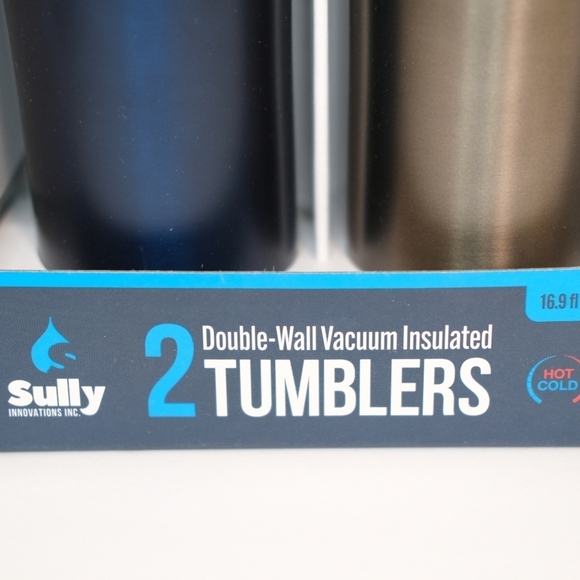 16.9 fl
Double-Wall Vacuum Insulated
2 TUMBLERS
Sully
INNOVATIONS INC.
HOT
COLD